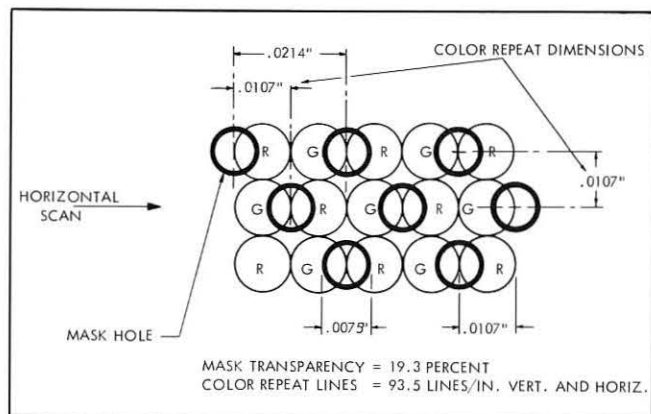 .0214"
COLOR REPEAT DIMENSIONS
.0107"
R G R G R
.0107"
HORIZONTAL
SCAN
G R G R G
R G R G R
MASK HOLE
.0075"
.0107"
MASK TRANSPARENCY = 19.3 PERCENT
COLOR REPEAT LINES = 93.5 LINES/IN. VERT. AND HORIZ.